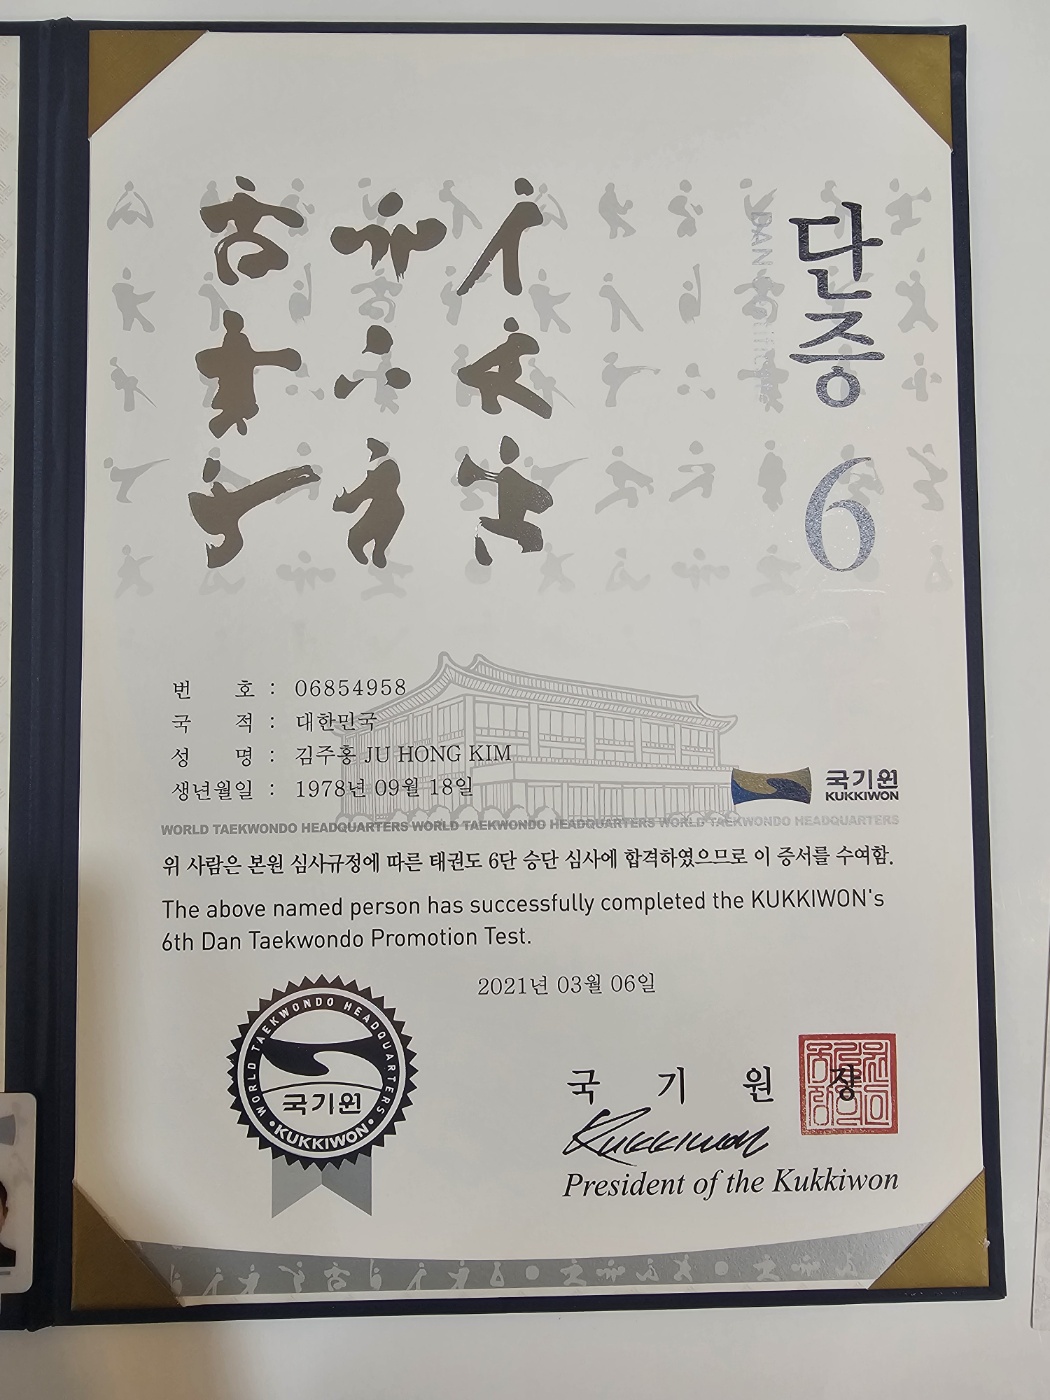 단증
DAN
6
번 호 : 06854958
국 적 : 대한민국
성 명 : 김주홍 JU HONG KIM
생년월일 : 1978년 09월 18일
국기원
KUKKIWON
WORLD TAEKWONDO HEADQUARTERS WORLD TAEKWONDO HEADQUARTERS WORLD TAEKWONDO HEADQUARTERS
위 사람은 본원 심사규정에 따른 태권도 6단 승단 심사에 합격하였으므로 이 증서를 수여함.
The above named person has successfully completed the KUKKIWON's
6th Dan Taekwondo Promotion Test.
2021년 03월 06일
WORLD TAEKWONDO HEADQUARTERS
국기원
•KUKKIWON•
국 기 원 장
Kukkiwon
President of the Kukkiwon